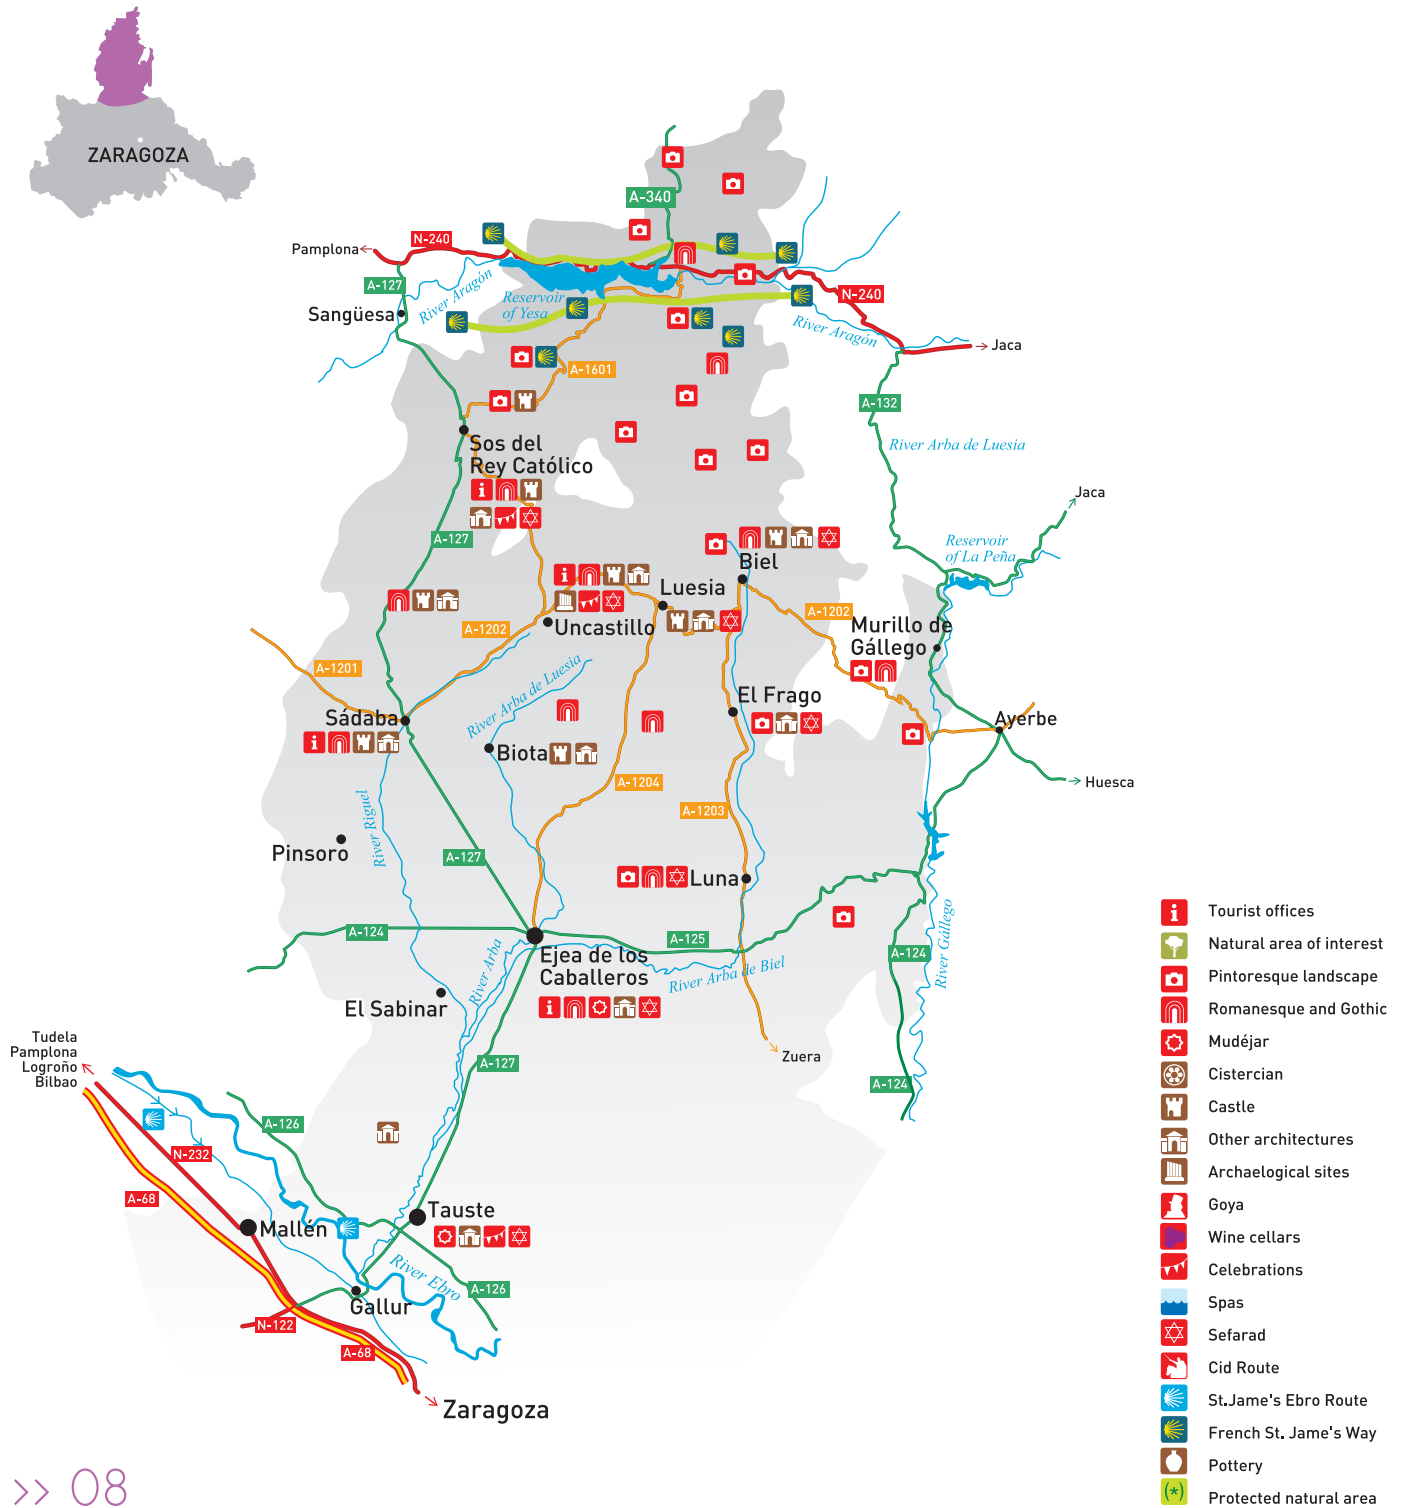 ZARAGOZA
A-340
N-240
Pamplona
A-127
River Aragón
Reservoir
of Yesa
N-240
Sangüesa
River Aragón
Jaca
A-1601
A-132
Sos del
Rey Católico
River Arba de Luesia
Jaca
A-127
Reservoir
of La Peña
Biel
Luesia
A-1202
A-1202
Uncastillo
Murillo de
Gállego
A-1201
River Arba de Luesia
El Frago
Sádaba
Ayerbe
Biota
A-1204
Huesca
A-1203
River Riguel
Pinsoro
A-127
Luna
A-124
A-125
A-124
River Gállego
River Arba
Ejea de los
Caballeros
River Arba de Biel
El Sabinar
Tudela
Pamplona
Logroño
Bilbao
Zuera
A-127
A-124
A-126
N-232
A-68
Tauste
Mallén
River Ebro
A-126
Gallur
N-122
A-68
Zaragoza
i
i
i
i
i
Tourist offices
Natural area of interest
Pintoresque landscape
Romanesque and Gothic
Mudéjar
Cistercian
Castle
Other architectures
Archaelogical sites
Goya
Wine cellars
Celebrations
Spas
Sefarad
Cid Route
St.Jame's Ebro Route
French St. Jame's Way
Pottery
(*) Protected natural area
>> 08